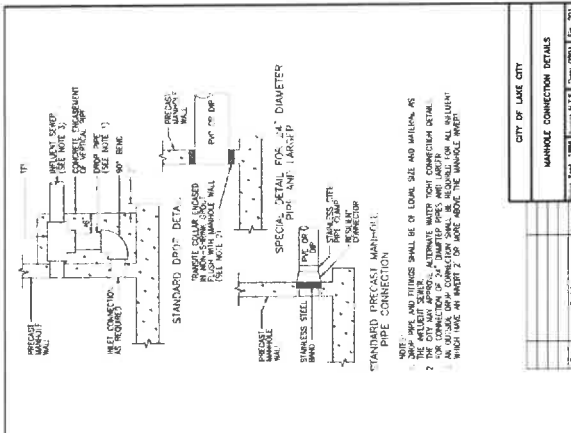 PRECAST
MANHOLE
WALL
INLET CONNECTION
AS REQUIRED
INFLUENT SEWER
(SEE NOTE 3)
CONCRETE ENCASEMENT
OF VERTICAL PIPE
DROP PIPE
(SEE NOTE 1)
90° BEND
STANDARD DROP DETAIL
TRANSITE COLLAR ENCASED
IN NON-SHRINK GROUT
FLUSH WITH MANHOLE WALL
(SEE NOTE 2)
PRECAST
MANHOLE
WALL
PVC OR DIP
SPECIAL DETAIL FOR 24" DIAMETER
PIPE AND LARGER
PRECAST
MANHOLE
WALL
STAINLESS STEEL
BAND
PVC OR
DIP
STAINLESS STEEL
PIPE CLAMP
RESILIENT
CONNECTOR
STANDARD PRECAST MANHOLE
PIPE CONNECTION
NOTES:
1. DROP PIPE AND FITTINGS SHALL BE OF EQUAL SIZE AND MATERIAL AS
THE INFLUENT SEWER.
2. THE CITY MAY APPROVE ALTERNATE WATER TIGHT CONNECTION DETAILS
FOR CONNECTION OF 24" DIAMETER PIPES AND LARGER.
AN OUTSIDE DROP CONNECTION SHALL BE REQUIRED FOR ALL INFLUENT
WHICH HAVE AN INVERT 2' OR MORE ABOVE THE MANHOLE INVERT
CITY OF LAKE CITY
MANHOLE CONNECTION DETAILS